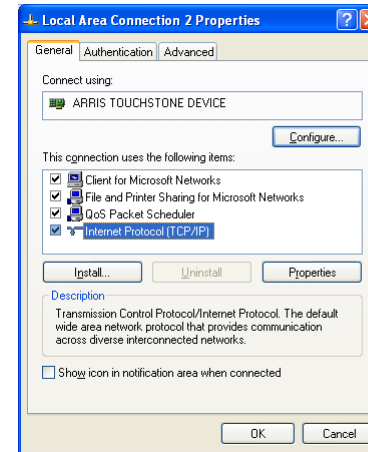 Local Area Connection 2 Properties
General Authentication Advanced
Connect using:
ARRIS TOUCHSTONE DEVICE
Configure...
This connection uses the following items:
Client for Microsoft Networks
File and Printer Sharing for Microsoft Networks
QoS Packet Scheduler
Internet Protocol (TCP/IP)
Install... Uninstall Properties
Description
Transmission Control Protocol/Internet Protocol. The default
wide area network protocol that provides communication
across diverse interconnected networks.
Show icon in notification area when connected
OK Cancel